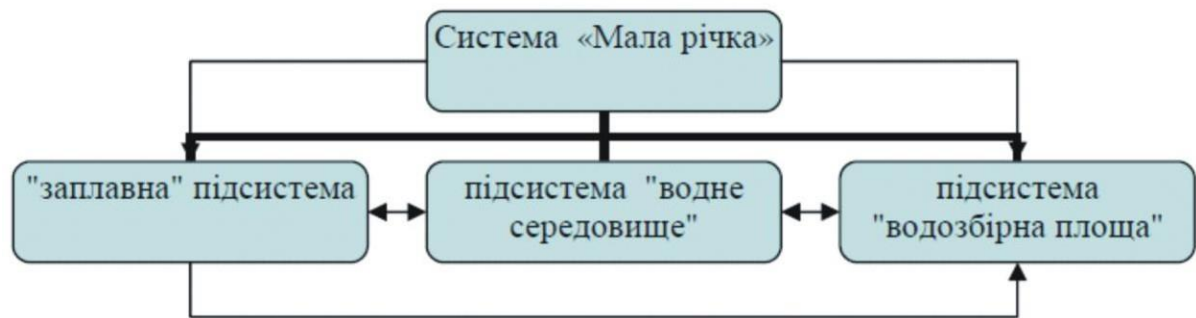 Система «Мала річка»
"заплавна" підсистема
підсистема "водне
середовище"
підсистема
"водозбірна площа"